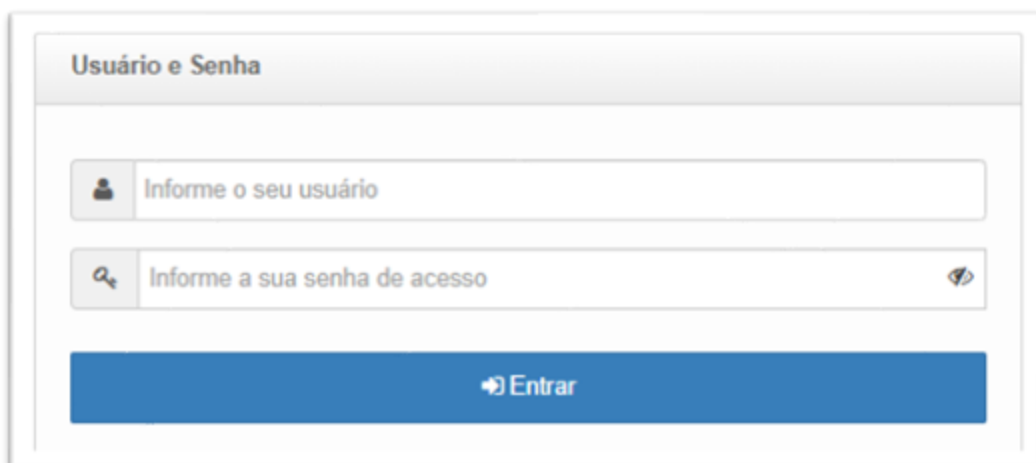 Usuário e Senha
Informe o seu usuário
Informe a sua senha de acesso
Entrar